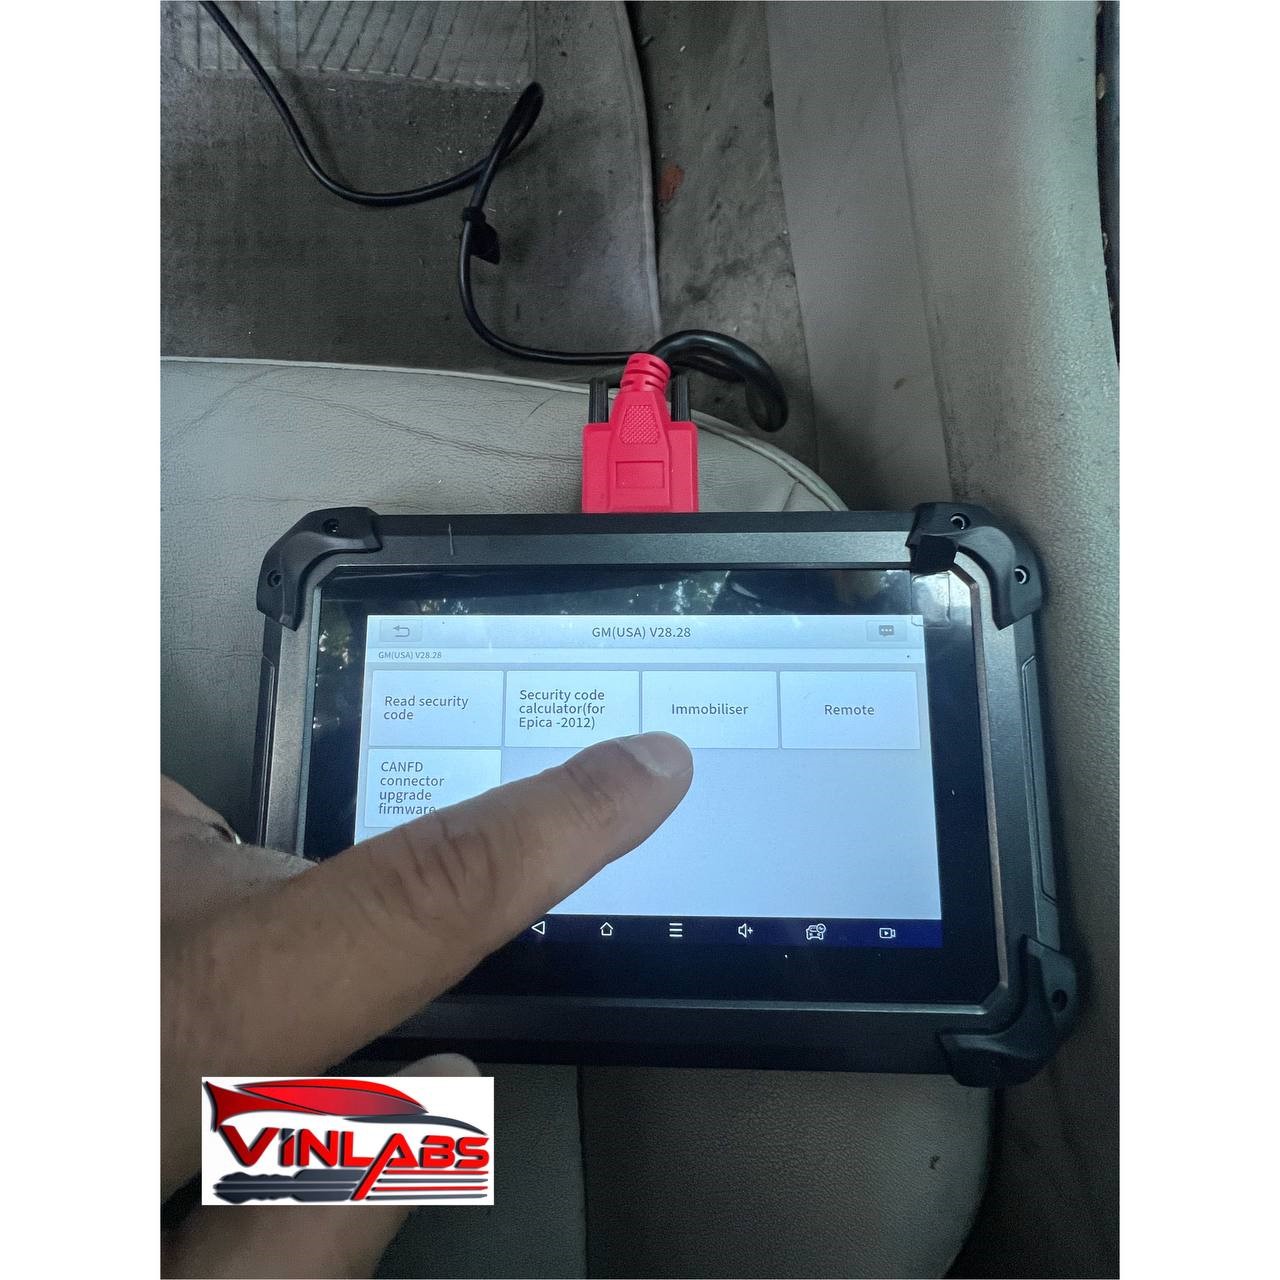 GM(USA) V28.28
GM(USA) V28.28
Read security
code
Security code
calculator(for
Epica -2012)
Immobiliser
Remote
CANFD
connector
upgrade
firmware
VINLABS